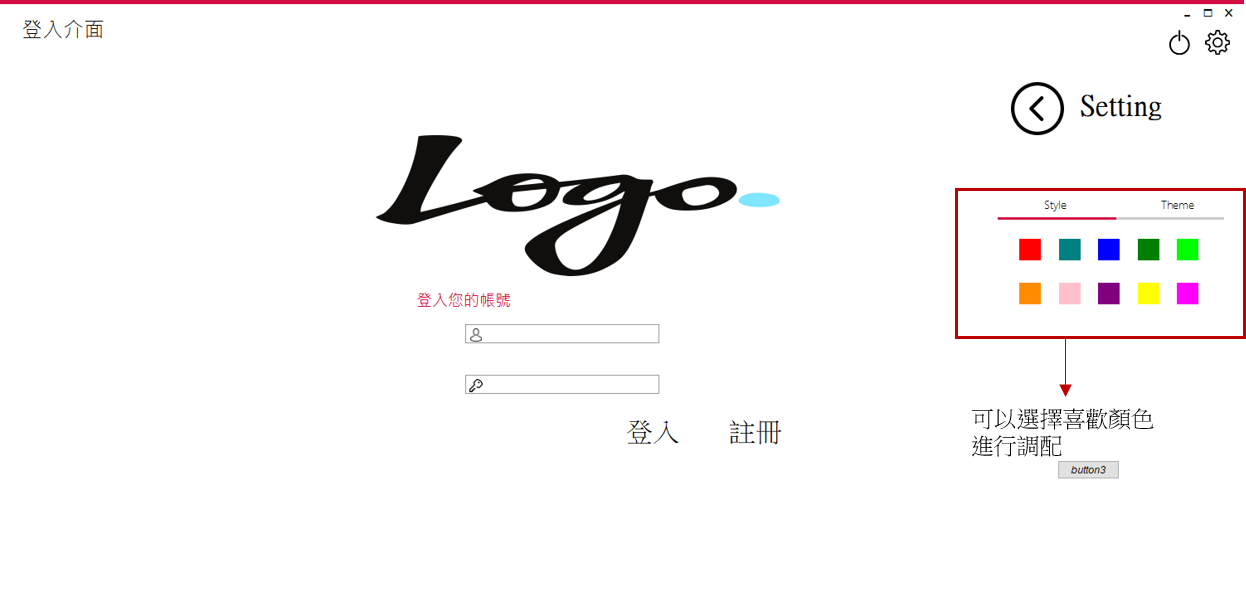 登入介面
Setting
Logo
Style Theme
登入您的帳號
可以選擇喜歡顏色
進行調配
登入 註冊
button3